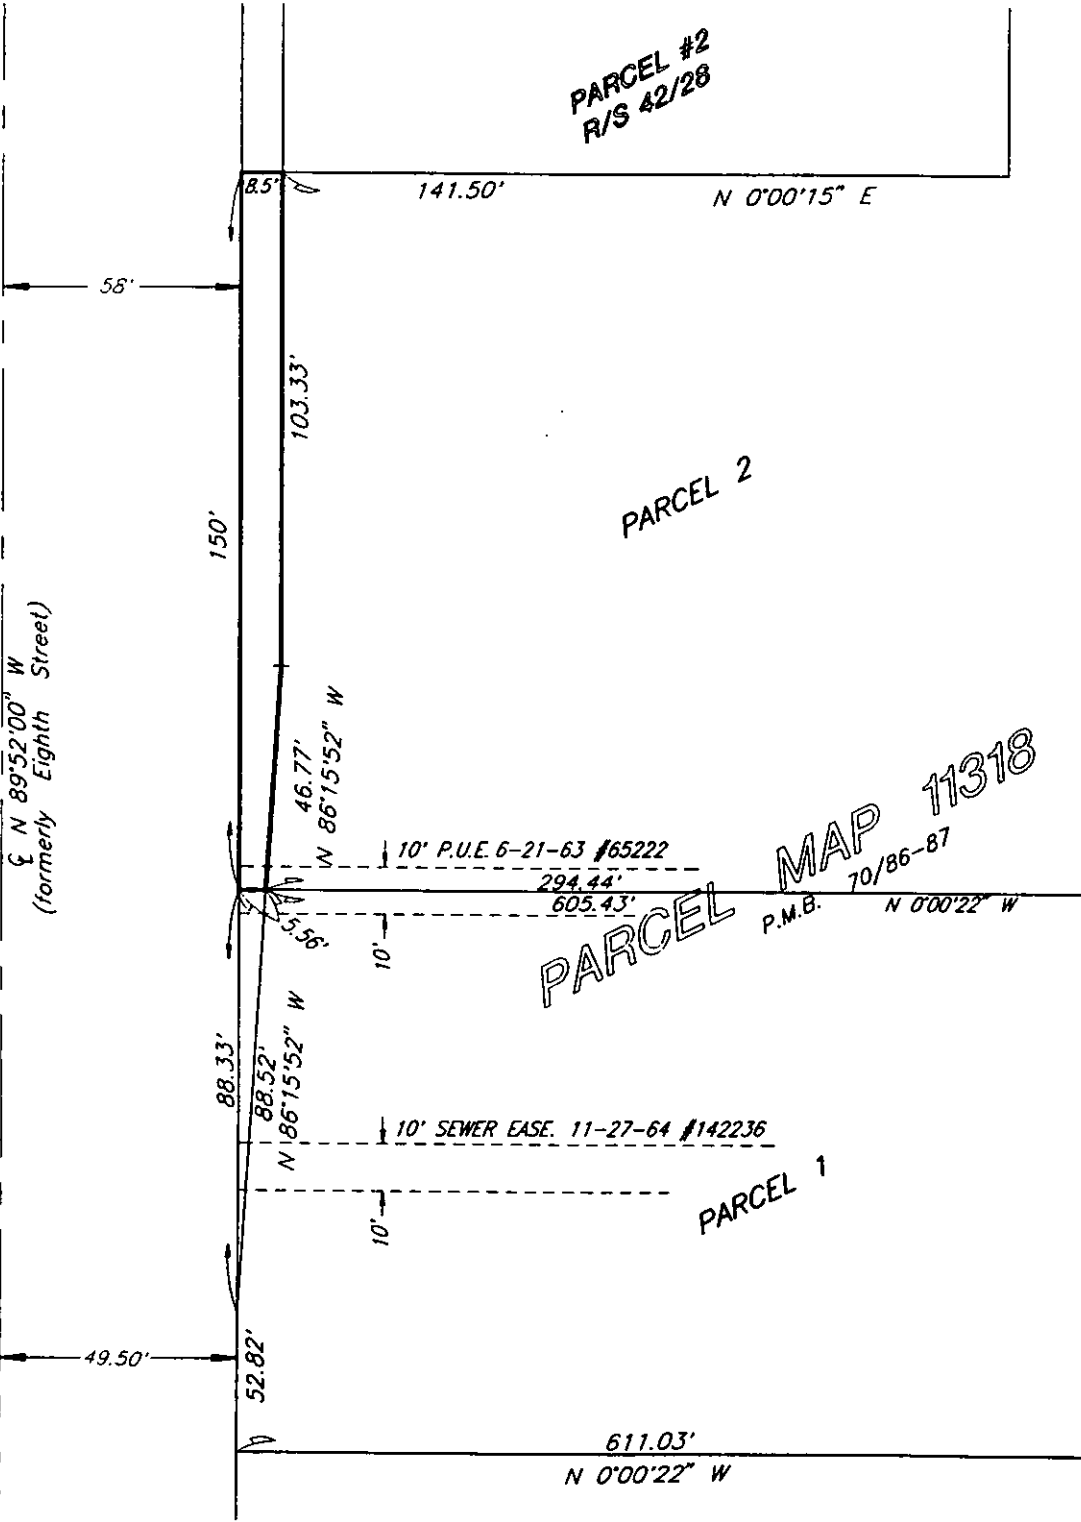 PARCEL #2
R/S 42/28
8.5'
141.50'
N 0°00'15" E
58'
103.33'
150'
PARCEL 2
℄ N 89°52'00" W
(formerly Eighth Street)
46.77'
N 86°15'52" W
10' P.U.E. 6-21-63 #65222
294.44'
605.43'
PARCEL MAP 11318
P.M.B. 70/86-87
N 0°00'22" W
5.56'
10'
88.33'
88.52'
N 86°15'52" W
10' SEWER EASE. 11-27-64 #142236
10'
PARCEL 1
49.50'
52.82'
611.03'
N 0°00'22" W